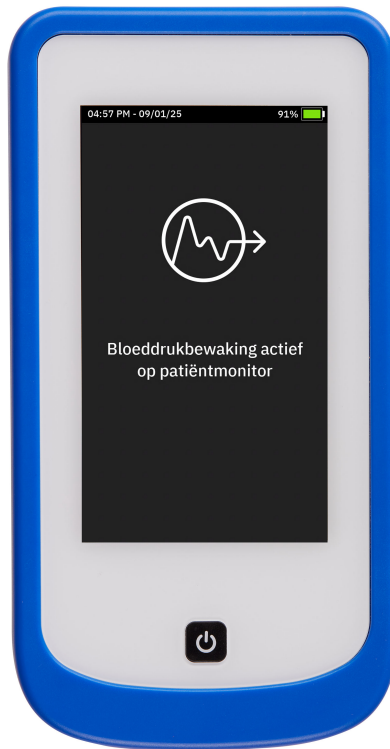 04:57 PM - 09/01/25 91%
Bloeddrukbewaking actief
op patiëntmonitor